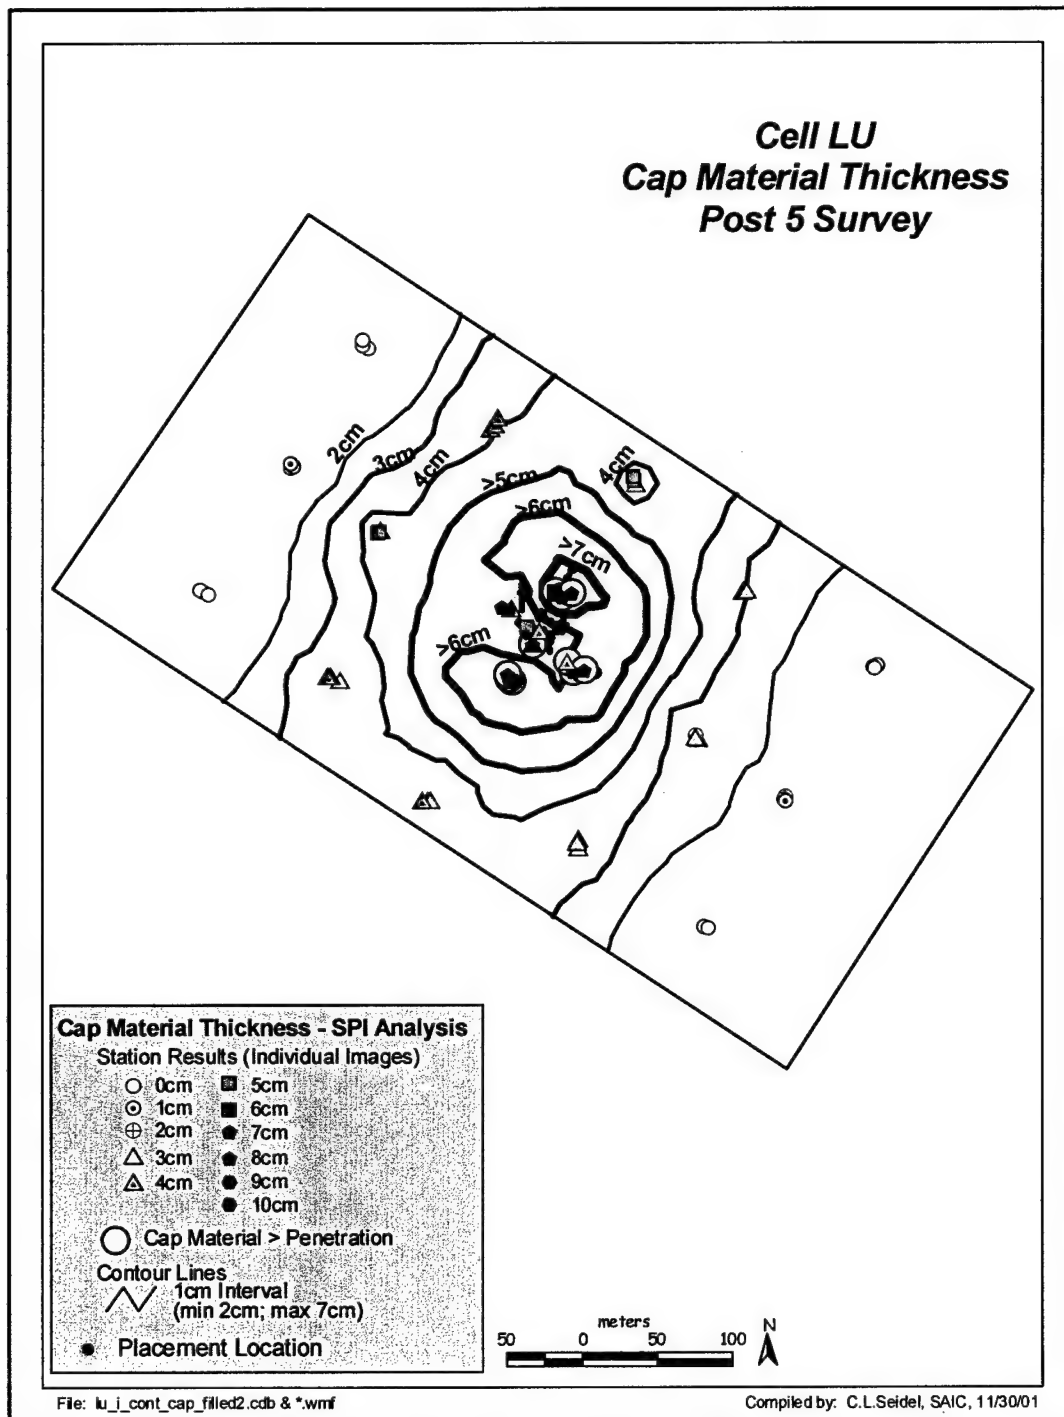 Cell LU
Cap Material Thickness
Post 5 Survey
2cm
3cm
4cm
>5cm
4cm
>6cm
>7cm
>6cm
Cap Material Thickness - SPI Analysis
Station Results (Individual Images)
0cm 5cm
1cm 6cm
2cm 7cm
3cm 8cm
4cm 9cm
10cm
Cap Material > Penetration
Contour Lines
1cm Interval
(min 2cm; max 7cm)
Placement Location
meters
50 0 50 100
N
File: lu_i_cont_cap_filled2.cdb & *.wmf
Compiled by: C.L.Seidel, SAIC, 11/30/01